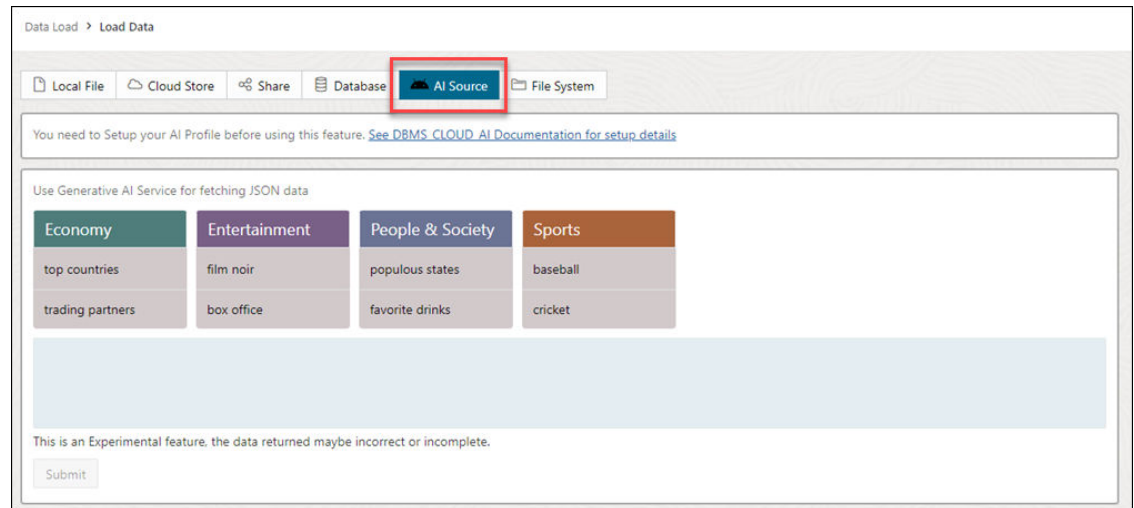 Data Load > Load Data
Local File Cloud Store Share Database AI Source File System
You need to Setup your AI Profile before using this feature. See DBMS_CLOUD_AI Documentation for setup details
Use Generative AI Service for fetching JSON data
Economy Entertainment People & Society Sports
top countries film noir populous states baseball
trading partners box office favorite drinks cricket
This is an Experimental feature, the data returned maybe incorrect or incomplete.
Submit